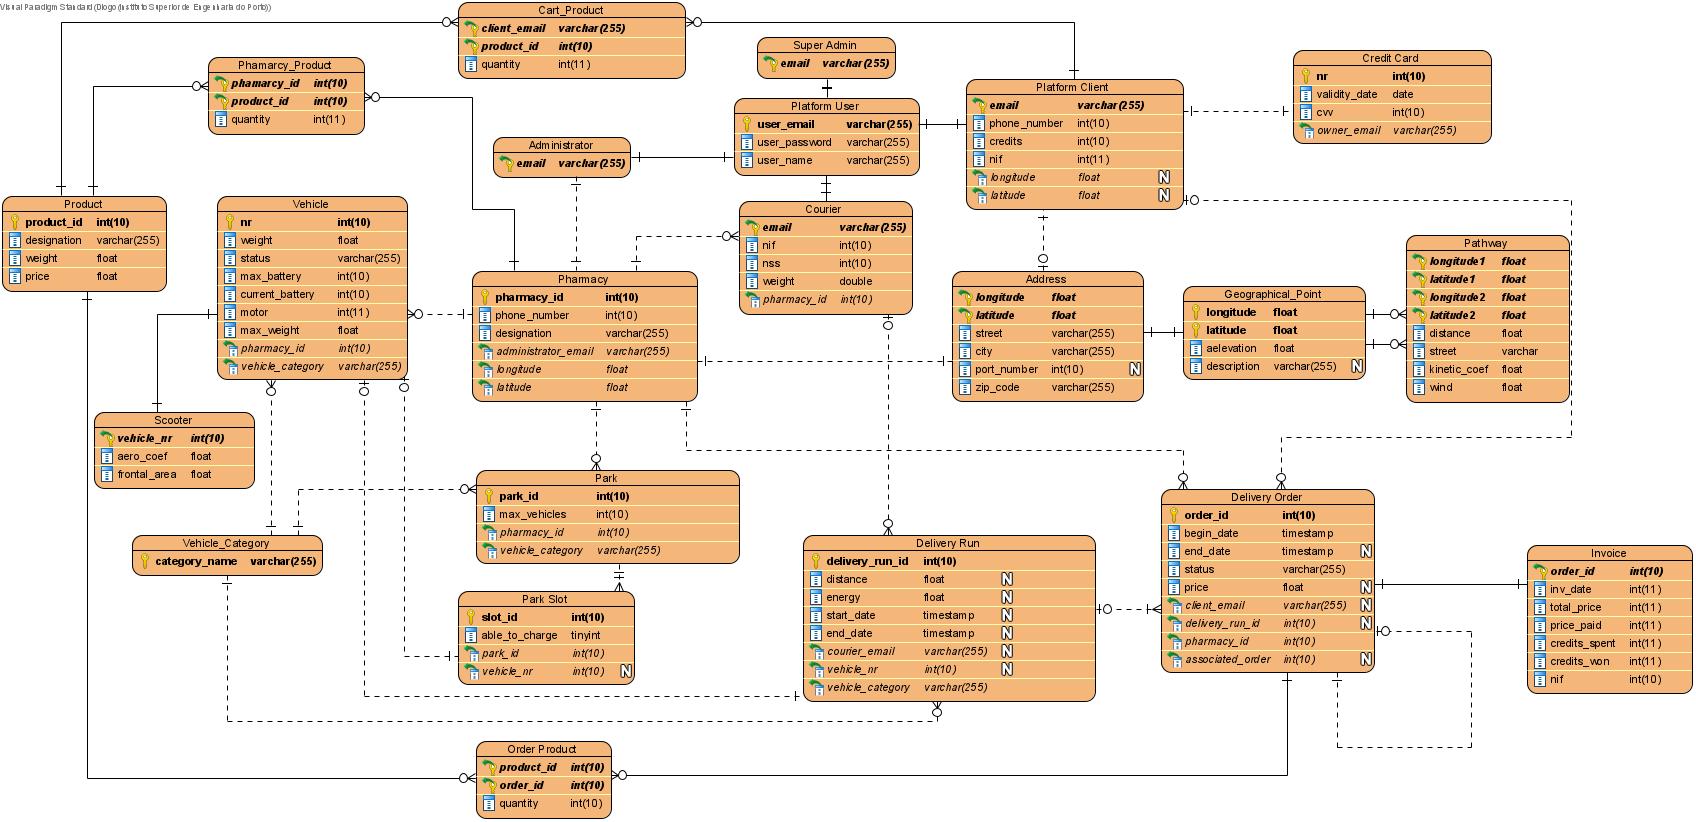 Visual Paradigm Standard (Diogo (Instituto Superior de Engenharia do Porto))
Cart_Product
client_email varchar(255)
product_id int(10)
quantity int(11)
Super Admin
email varchar(255)
Credit Card
nr int(10)
validity_date date
cvv int(10)
owner_email varchar(255)
Phamarcy_Product
phamarcy_id int(10)
product_id int(10)
quantity int(11)
Platform Client
email varchar(255)
phone_number int(10)
credits int(10)
nif int(11)
longitude float N
latitude float N
Platform User
user_email varchar(255)
user_password varchar(255)
user_name varchar(255)
Administrator
email varchar(255)
Product
product_id int(10)
designation varchar(255)
weight float
price float
Vehicle
nr int(10)
weight float
status varchar(255)
max_battery int(10)
current_battery int(10)
motor int(11)
max_weight float
pharmacy_id int(10)
vehicle_category varchar(255)
Courier
email varchar(255)
nif int(10)
nss int(10)
weight double
pharmacy_id int(10)
Pathway
longitude1 float
latitude1 float
longitude2 float
latitude2 float
distance float
street varchar
kinetic_coef float
wind float
Pharmacy
pharmacy_id int(10)
phone_number int(10)
designation varchar(255)
administrator_email varchar(255)
longitude float
latitude float
Address
longitude float
latitude float
street varchar(255)
city varchar(255)
port_number int(10) N
zip_code varchar(255)
Geographical_Point
longitude float
latitude float
aelevation float
description varchar(255) N
Scooter
vehicle_nr int(10)
aero_coef float
frontal_area float
Park
park_id int(10)
max_vehicles int(10)
pharmacy_id int(10)
vehicle_category varchar(255)
Delivery Order
order_id int(10)
begin_date timestamp
end_date timestamp N
status varchar(255)
price float N
client_email varchar(255) N
delivery_run_id int(10) N
pharmacy_id int(10)
associated_order int(10) N
Vehicle_Category
category_name varchar(255)
Delivery Run
delivery_run_id int(10)
distance float N
energy float N
start_date timestamp N
end_date timestamp N
courier_email varchar(255) N
vehicle_nr int(10) N
vehicle_category varchar(255)
Invoice
order_id int(10)
inv_date int(11)
total_price int(11)
price_paid int(11)
credits_spent int(11)
credits_won int(11)
nif int(10)
Park Slot
slot_id int(10)
able_to_charge tinyint
park_id int(10)
vehicle_nr int(10) N
Order Product
product_id int(10)
order_id int(10)
quantity int(10)